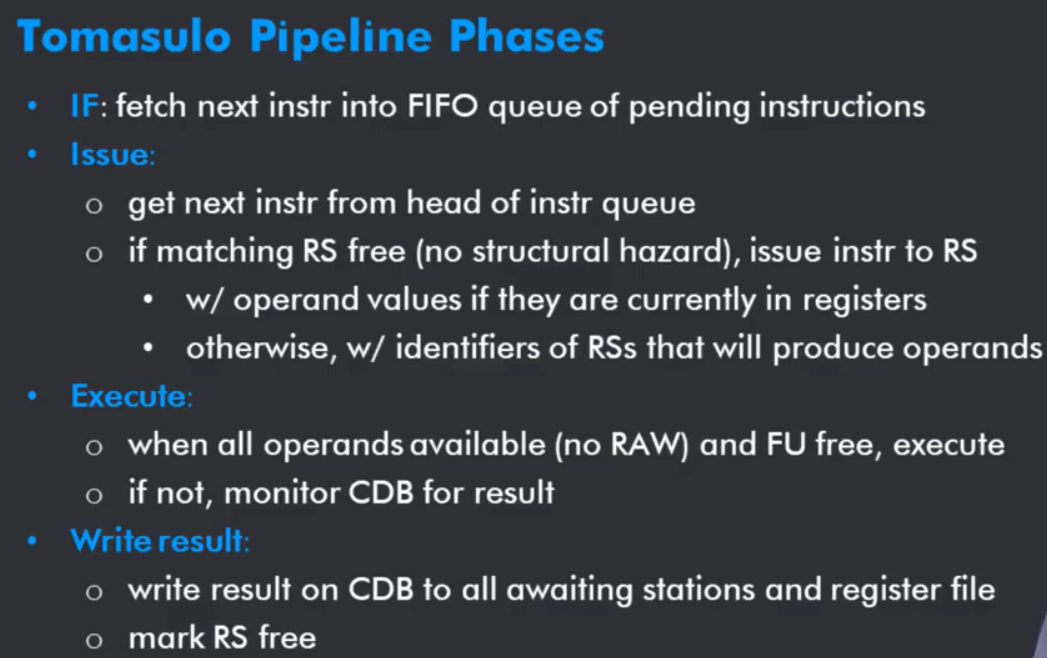 Tomasulo Pipeline Phases
• IF: fetch next instr into FIFO queue of pending instructions
• Issue:
o get next instr from head of instr queue
o if matching RS free (no structural hazard), issue instr to RS
• w/ operand values if they are currently in registers
• otherwise, w/ identifiers of RSs that will produce operands
• Execute:
o when all operands available (no RAW) and FU free, execute
o if not, monitor CDB for result
• Write result:
o write result on CDB to all awaiting stations and register file
o mark RS free